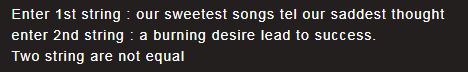 Enter 1st string : our sweetest songs tel our saddest thought
enter 2nd string : a burning desire lead to success.
Two string are not equal